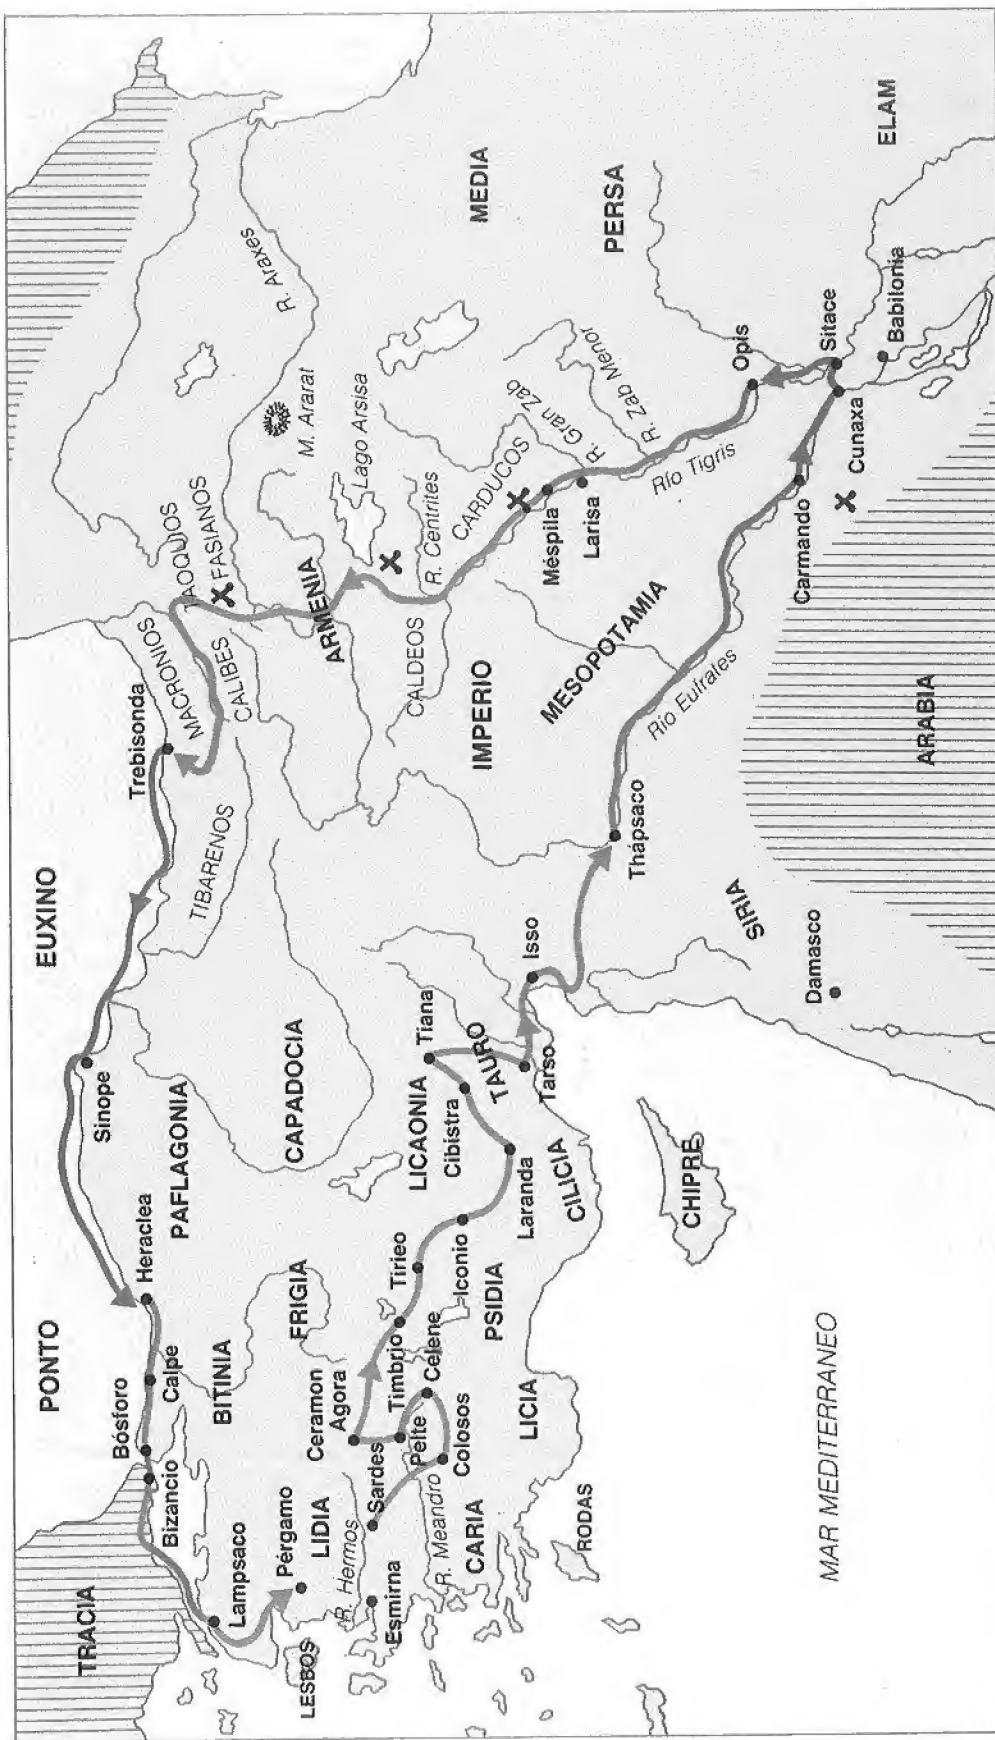 TRACIA
PONTO
EUXINO
Bósforo
Bizancio
Calpe
Heraclea
Sinope
Trebisonda
MACRONIOS
TAOQUIOS
FASIANOS
CALIBES
TIBARENOS
R. Araxes
M. Ararat
Lago Arsisa
R. Centrites
CARDUCOS
ARMENIA
CALDEOS
Lampsaco
Pérgamo
LESBOS
LIDIA
BITINIA
FRIGIA
PAFLAGONIA
CAPADOCIA
LICAONIA
R. Hermos
Esmirna
Sardes
Ceramon
Agora
R. Meandro
Pelte
Timbrio
Celene
Colosos
CARIA
RODAS
LICIA
PSIDIA
Tirieo
Iconio
Laranda
Cibistra
Tiana
TAURO
Tarso
CILICIA
Isso
CHIPRE
SIRIA
Damasco
Thápsaco
IMPERIO
PERSA
MESOPOTAMIA
MEDIA
ELAM
ARABIA
Río Eufrates
Río Tigris
R. Gran Zab
R. Zab Menor
Méspila
Larisa
Opis
Sitace
Babilonia
Cunaxa
Carmando
MAR MEDITERRANEO